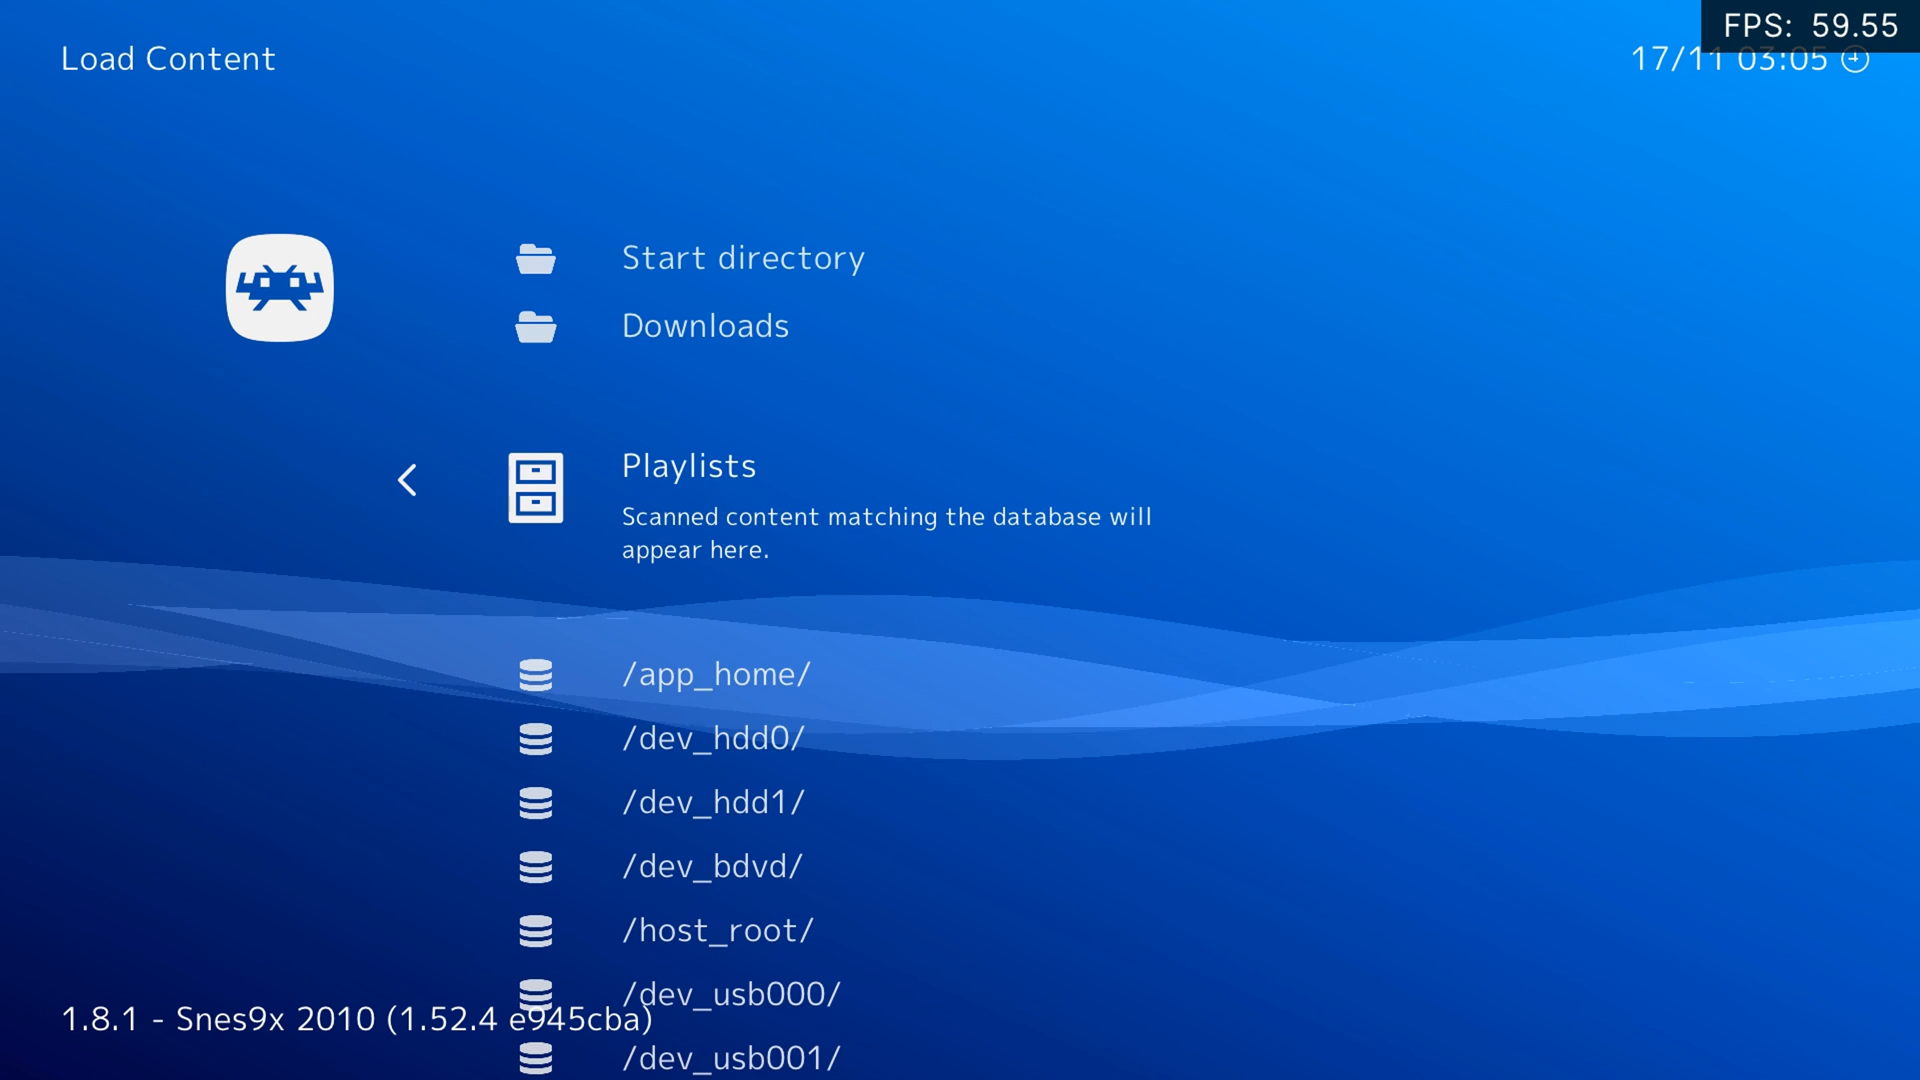 FPS: 59.55
Load Content
17/11 03:05
Start directory
Downloads
Playlists
Scanned content matching the database will
appear here.
/app_home/
/dev_hdd0/
/dev_hdd1/
/dev_bdvd/
/host_root/
/dev_usb000/
1.8.1 - Snes9x 2010 (1.52.4 e945cba)
/dev_usb001/